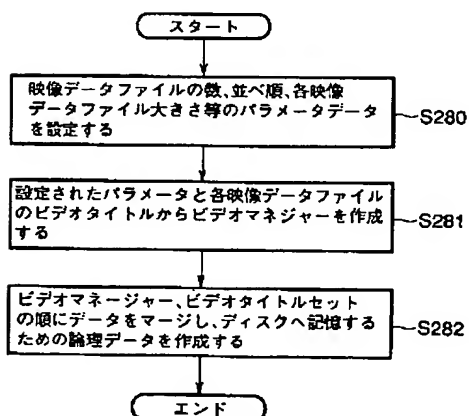 スタート
映像データファイルの数、並べ順、各映像
データファイル大きさ等のパラメータデータ
を設定する
S280
設定されたパラメータと各映像データファイル
のビデオタイトルからビデオマネジャーを作成
する
S281
ビデオマネージャー、ビデオタイトルセット
の順にデータをマージし、ディスクへ記憶する
ための論理データを作成する
S282
エンド